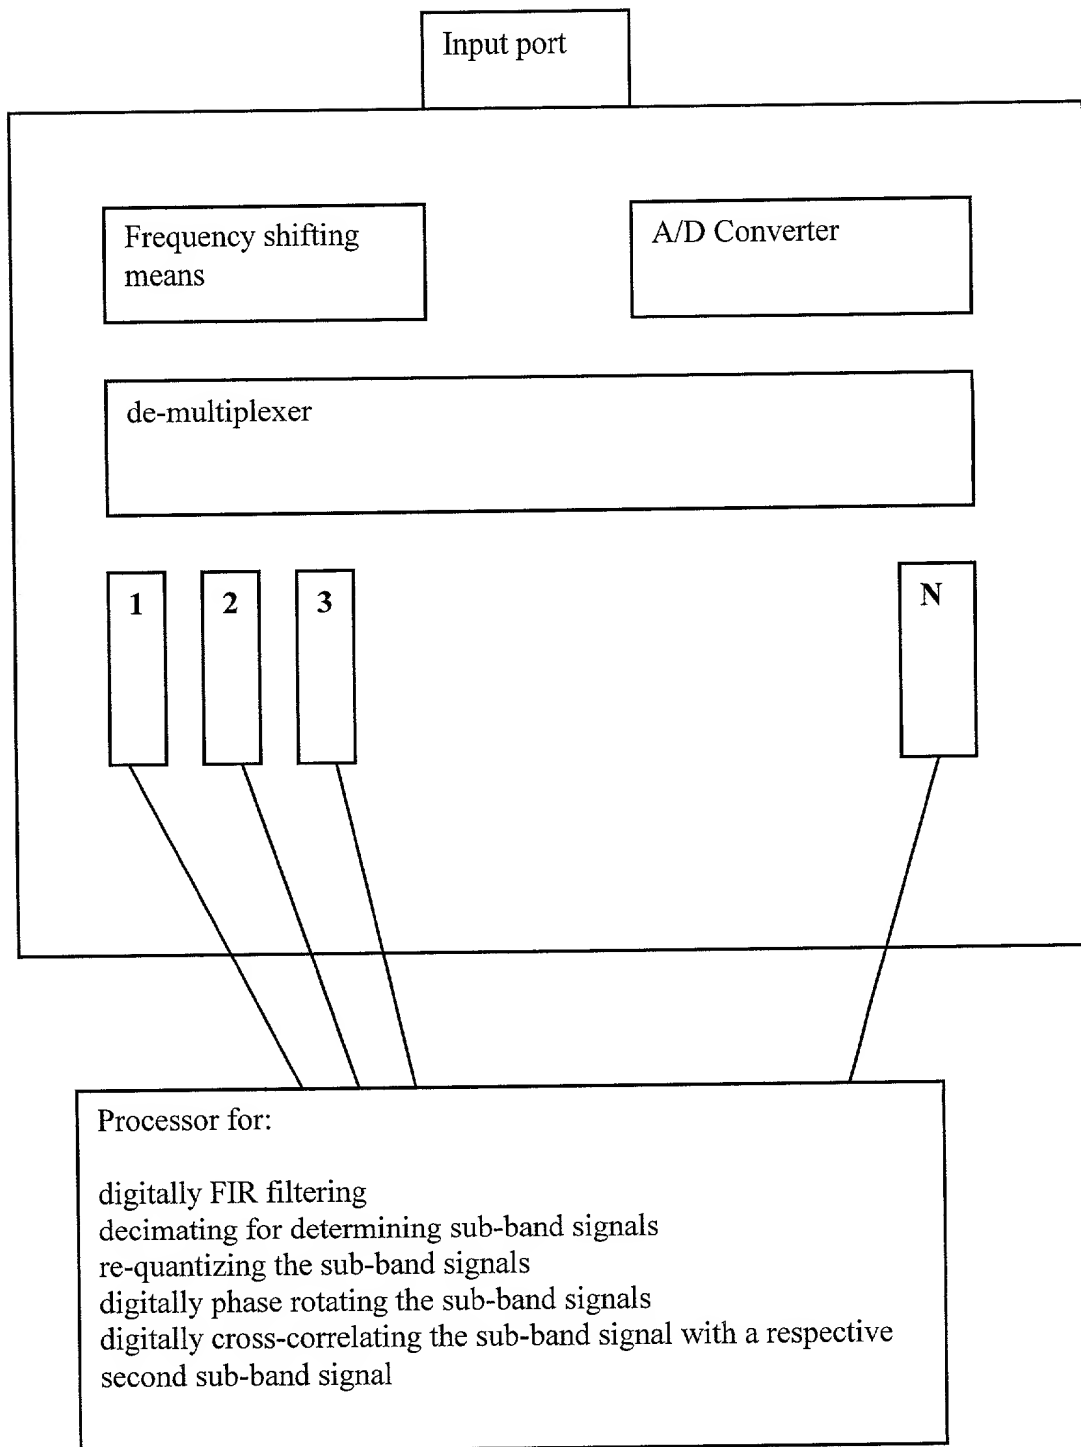 Input port
Frequency shifting
means
A/D Converter
de-multiplexer
1
2
3
N
Processor for:
digitally FIR filtering
decimating for determining sub-band signals
re-quantizing the sub-band signals
digitally phase rotating the sub-band signals
digitally cross-correlating the sub-band signal with a respective
second sub-band signal